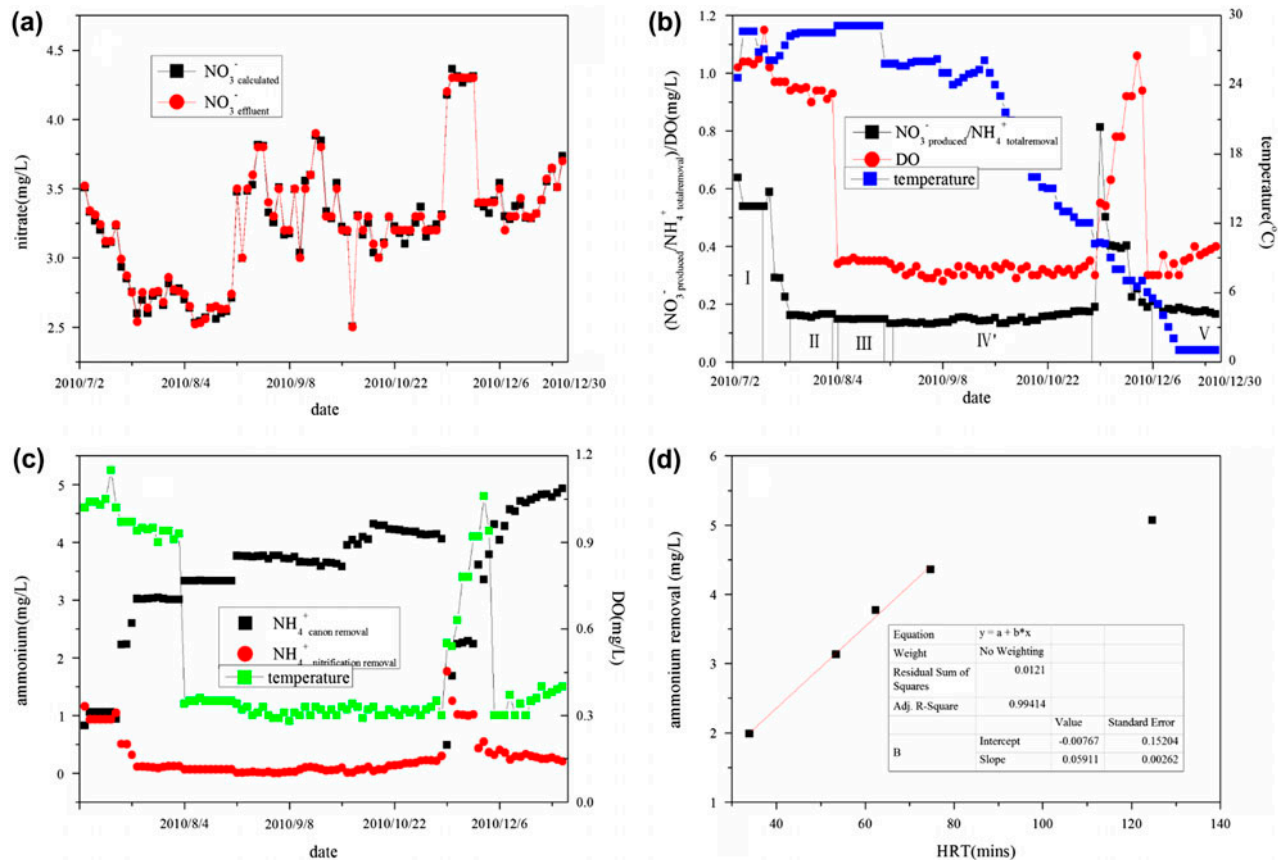 (a)
4.5
4.0
3.5
3.0
2.5
nitrate(mg/L)
NO3- calculated
NO3- effluent
2010/7/2 2010/8/4 2010/9/8 2010/10/22 2010/12/6 2010/12/30
date
(b)
1.2
1.0
0.8
0.6
0.4
0.2
0.0
(NO3- produced/NH4+ totalremoval)/DO(mg/L)
NO3- produced/NH4+ totalremoval)
DO
temperature
I
II
III
IV'
V
30
24
18
12
6
0
temperature(°C)
2010/7/2 2010/8/4 2010/9/8 2010/10/22 2010/12/6 2010/12/30
date
(c)
5
4
3
2
1
0
ammonium(mg/L)
NH4+ canon removal
NH4+ nitrification removal
temperature
1.2
0.9
0.6
0.3
0.0
DO(mg/L)
2010/8/4 2010/9/8 2010/10/22 2010/12/6
date
(d)
6
5
4
3
2
1
ammonium removal (mg/L)
Equation y = a + b*x
Weight No Weighting
Residual Sum of
Squares 0.0121
Adj. R-Square 0.99414
Value Standard Error
B Intercept -0.00767 0.15204
Slope 0.05911 0.00262
40 60 80 100 120 140
HRT(mins)